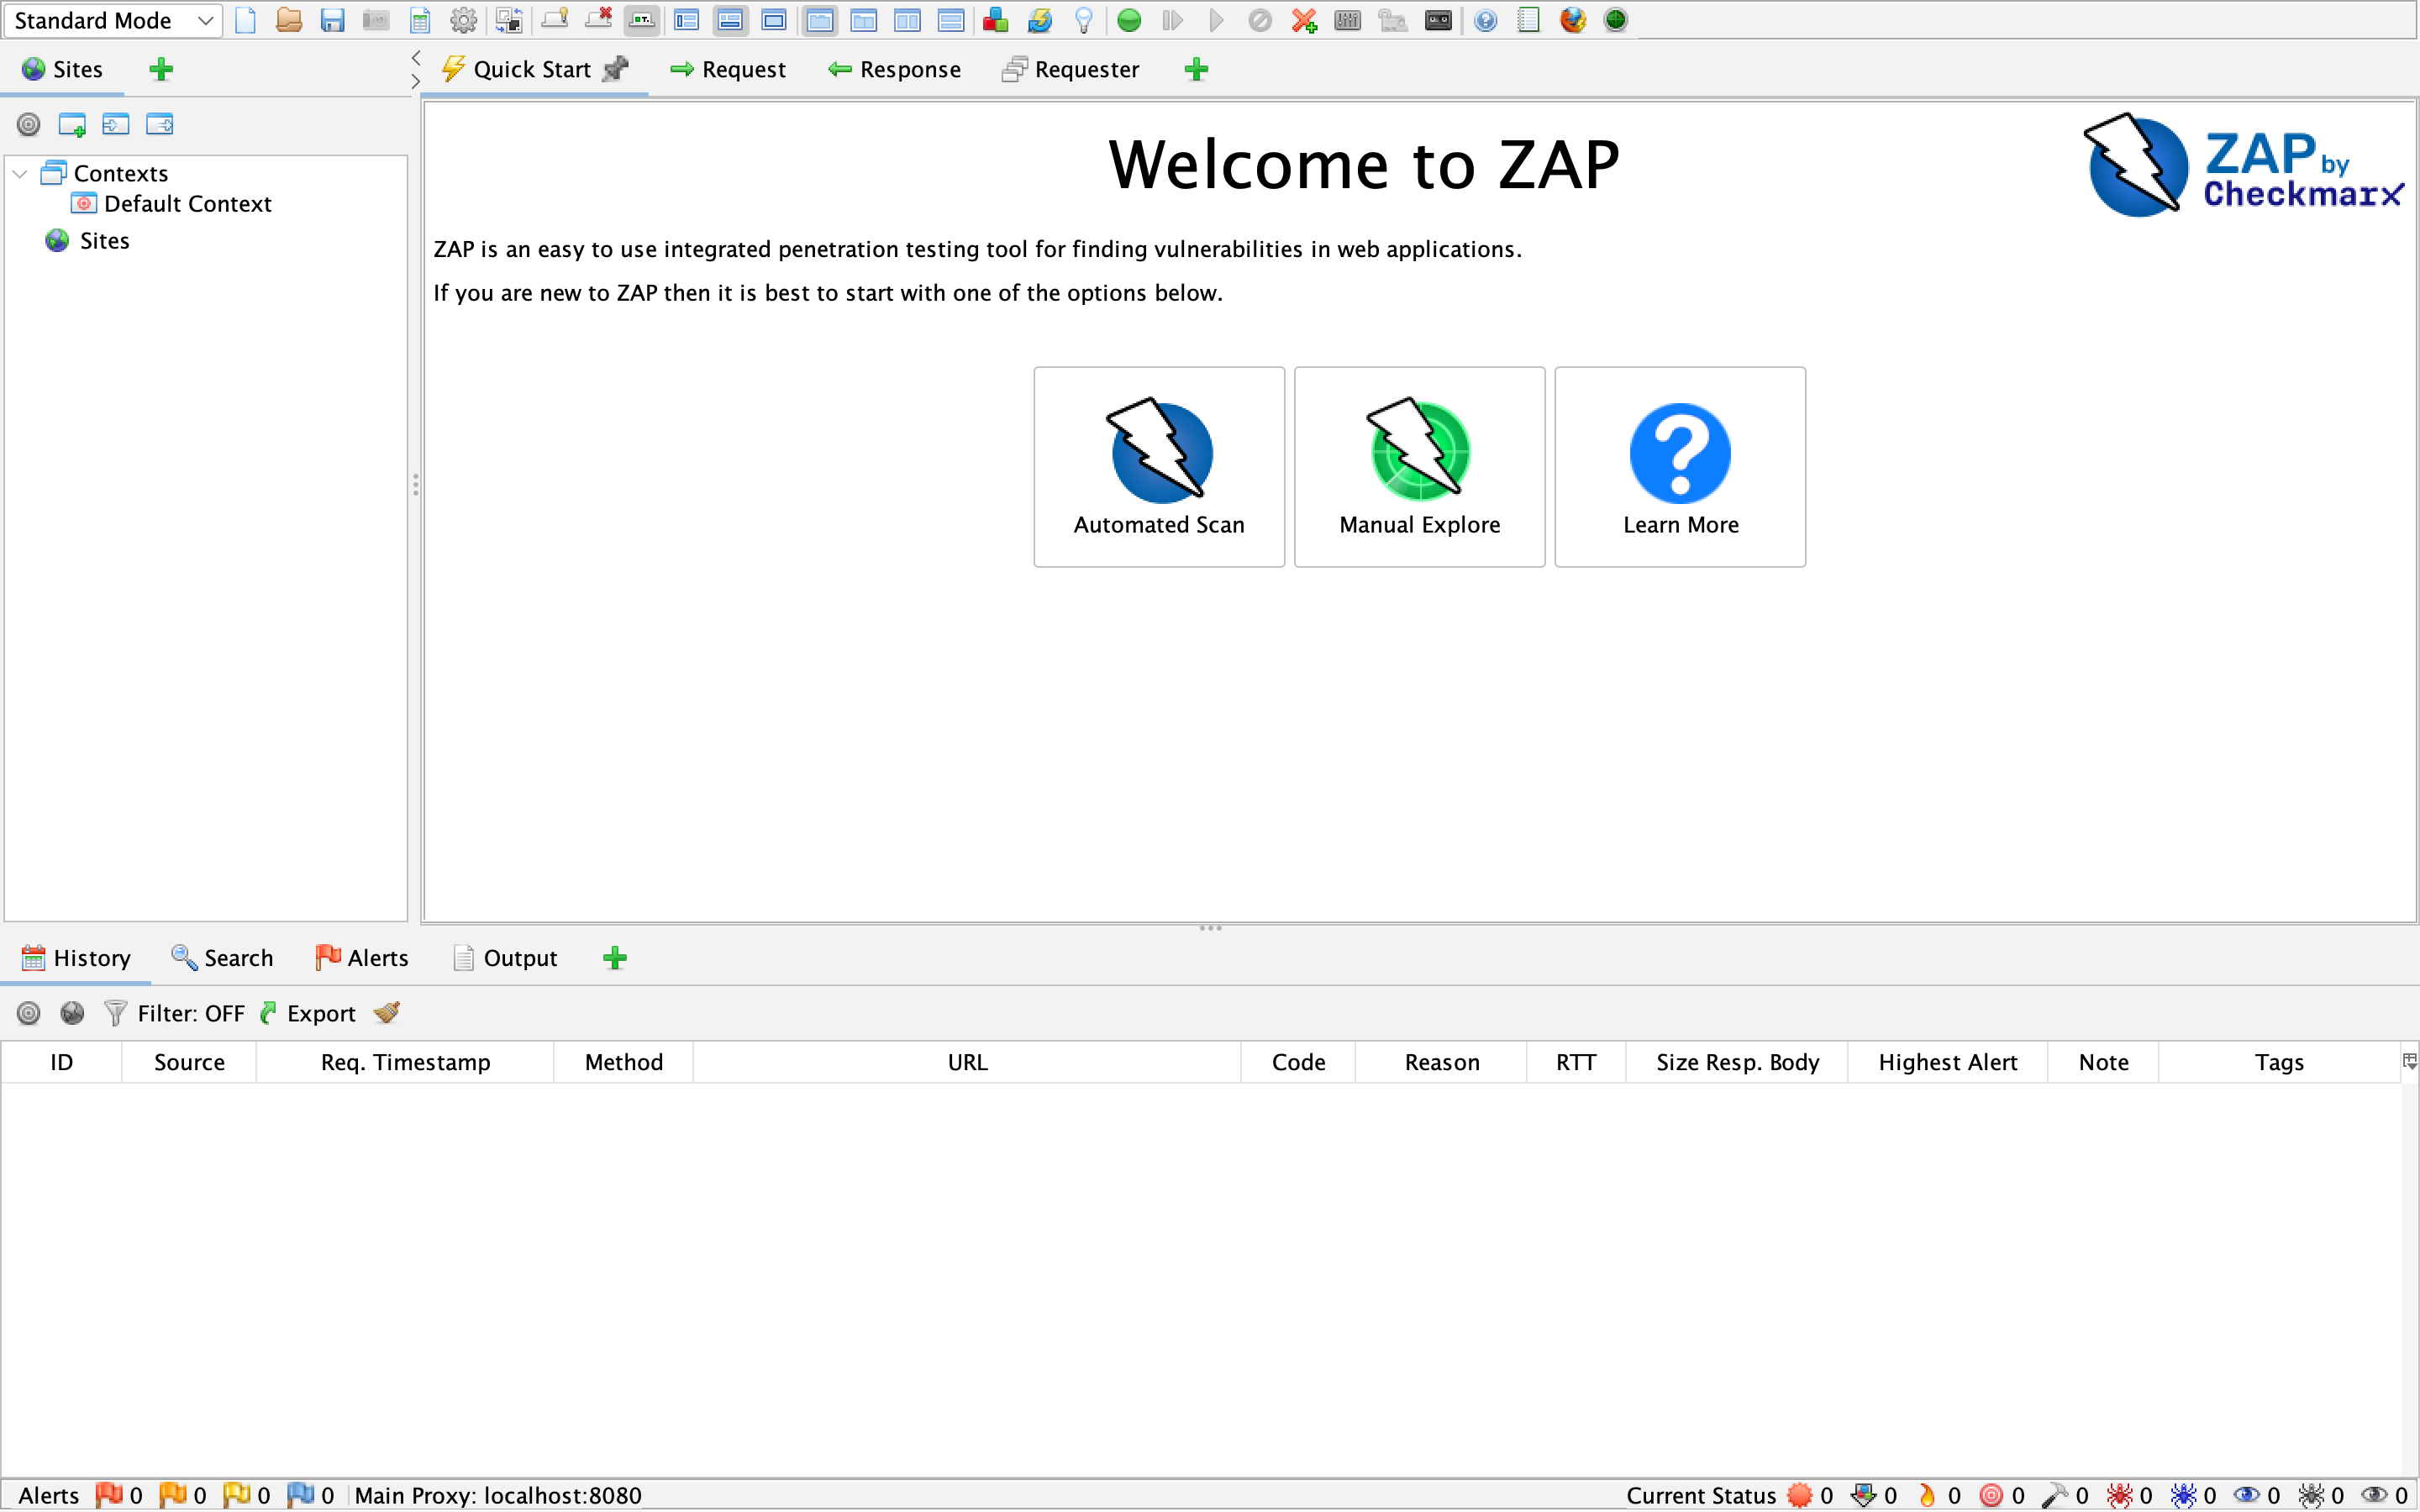 Standard Mode
Sites
Quick Start
Request
Response
Requester
Contexts
Default Context
Sites
Welcome to ZAP
ZAP by
Checkmarx
ZAP is an easy to use integrated penetration testing tool for finding vulnerabilities in web applications.
If you are new to ZAP then it is best to start with one of the options below.
Automated Scan
Manual Explore
Learn More
History
Search
Alerts
Output
Filter: OFF
Export
ID
Source
Req. Timestamp
Method
URL
Code
Reason
RTT
Size Resp. Body
Highest Alert
Note
Tags
Alerts 0 0 0 0 Main Proxy: localhost:8080
Current Status 0 0 0 0 0 0 0 0 0 0